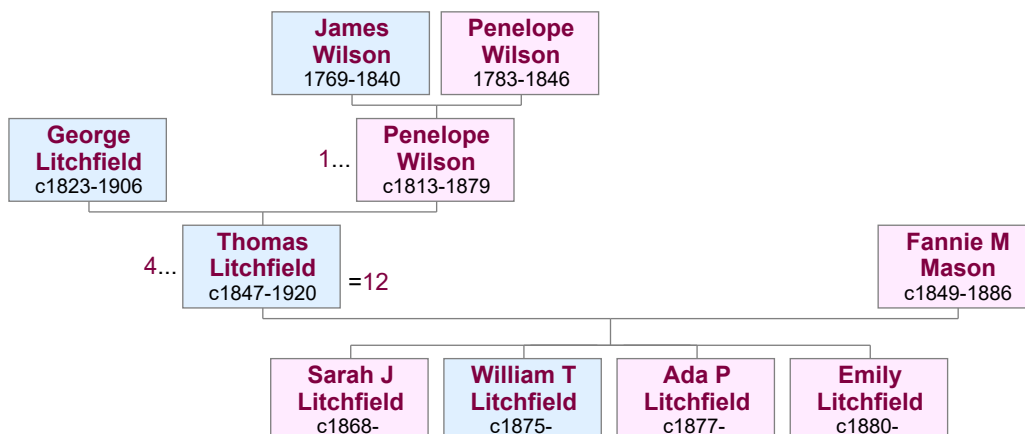 James
Wilson
1769-1840
Penelope
Wilson
1783-1846
George
Litchfield
c1823-1906
1...
Penelope
Wilson
c1813-1879
4...
Thomas
Litchfield
c1847-1920
=12
Fannie M
Mason
c1849-1886
Sarah J
Litchfield
c1868-
William T
Litchfield
c1875-
Ada P
Litchfield
c1877-
Emily
Litchfield
c1880-